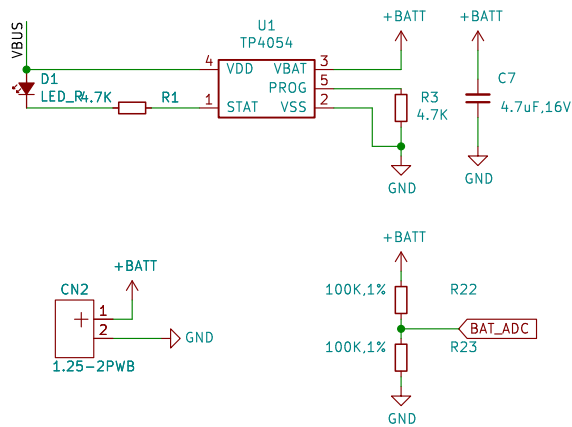 VBUS
U1
TP4054
+BATT
+BATT
4
VDD
VBAT
3
D1
LED_R
4.7K
R1
PROG
5
1
STAT
VSS
2
R3
4.7K
C7
4.7uF,16V
GND
GND
+BATT
CN2
1
2
GND
1.25-2PWB
+BATT
100K,1%
R22
BAT_ADC
100K,1%
R23
GND